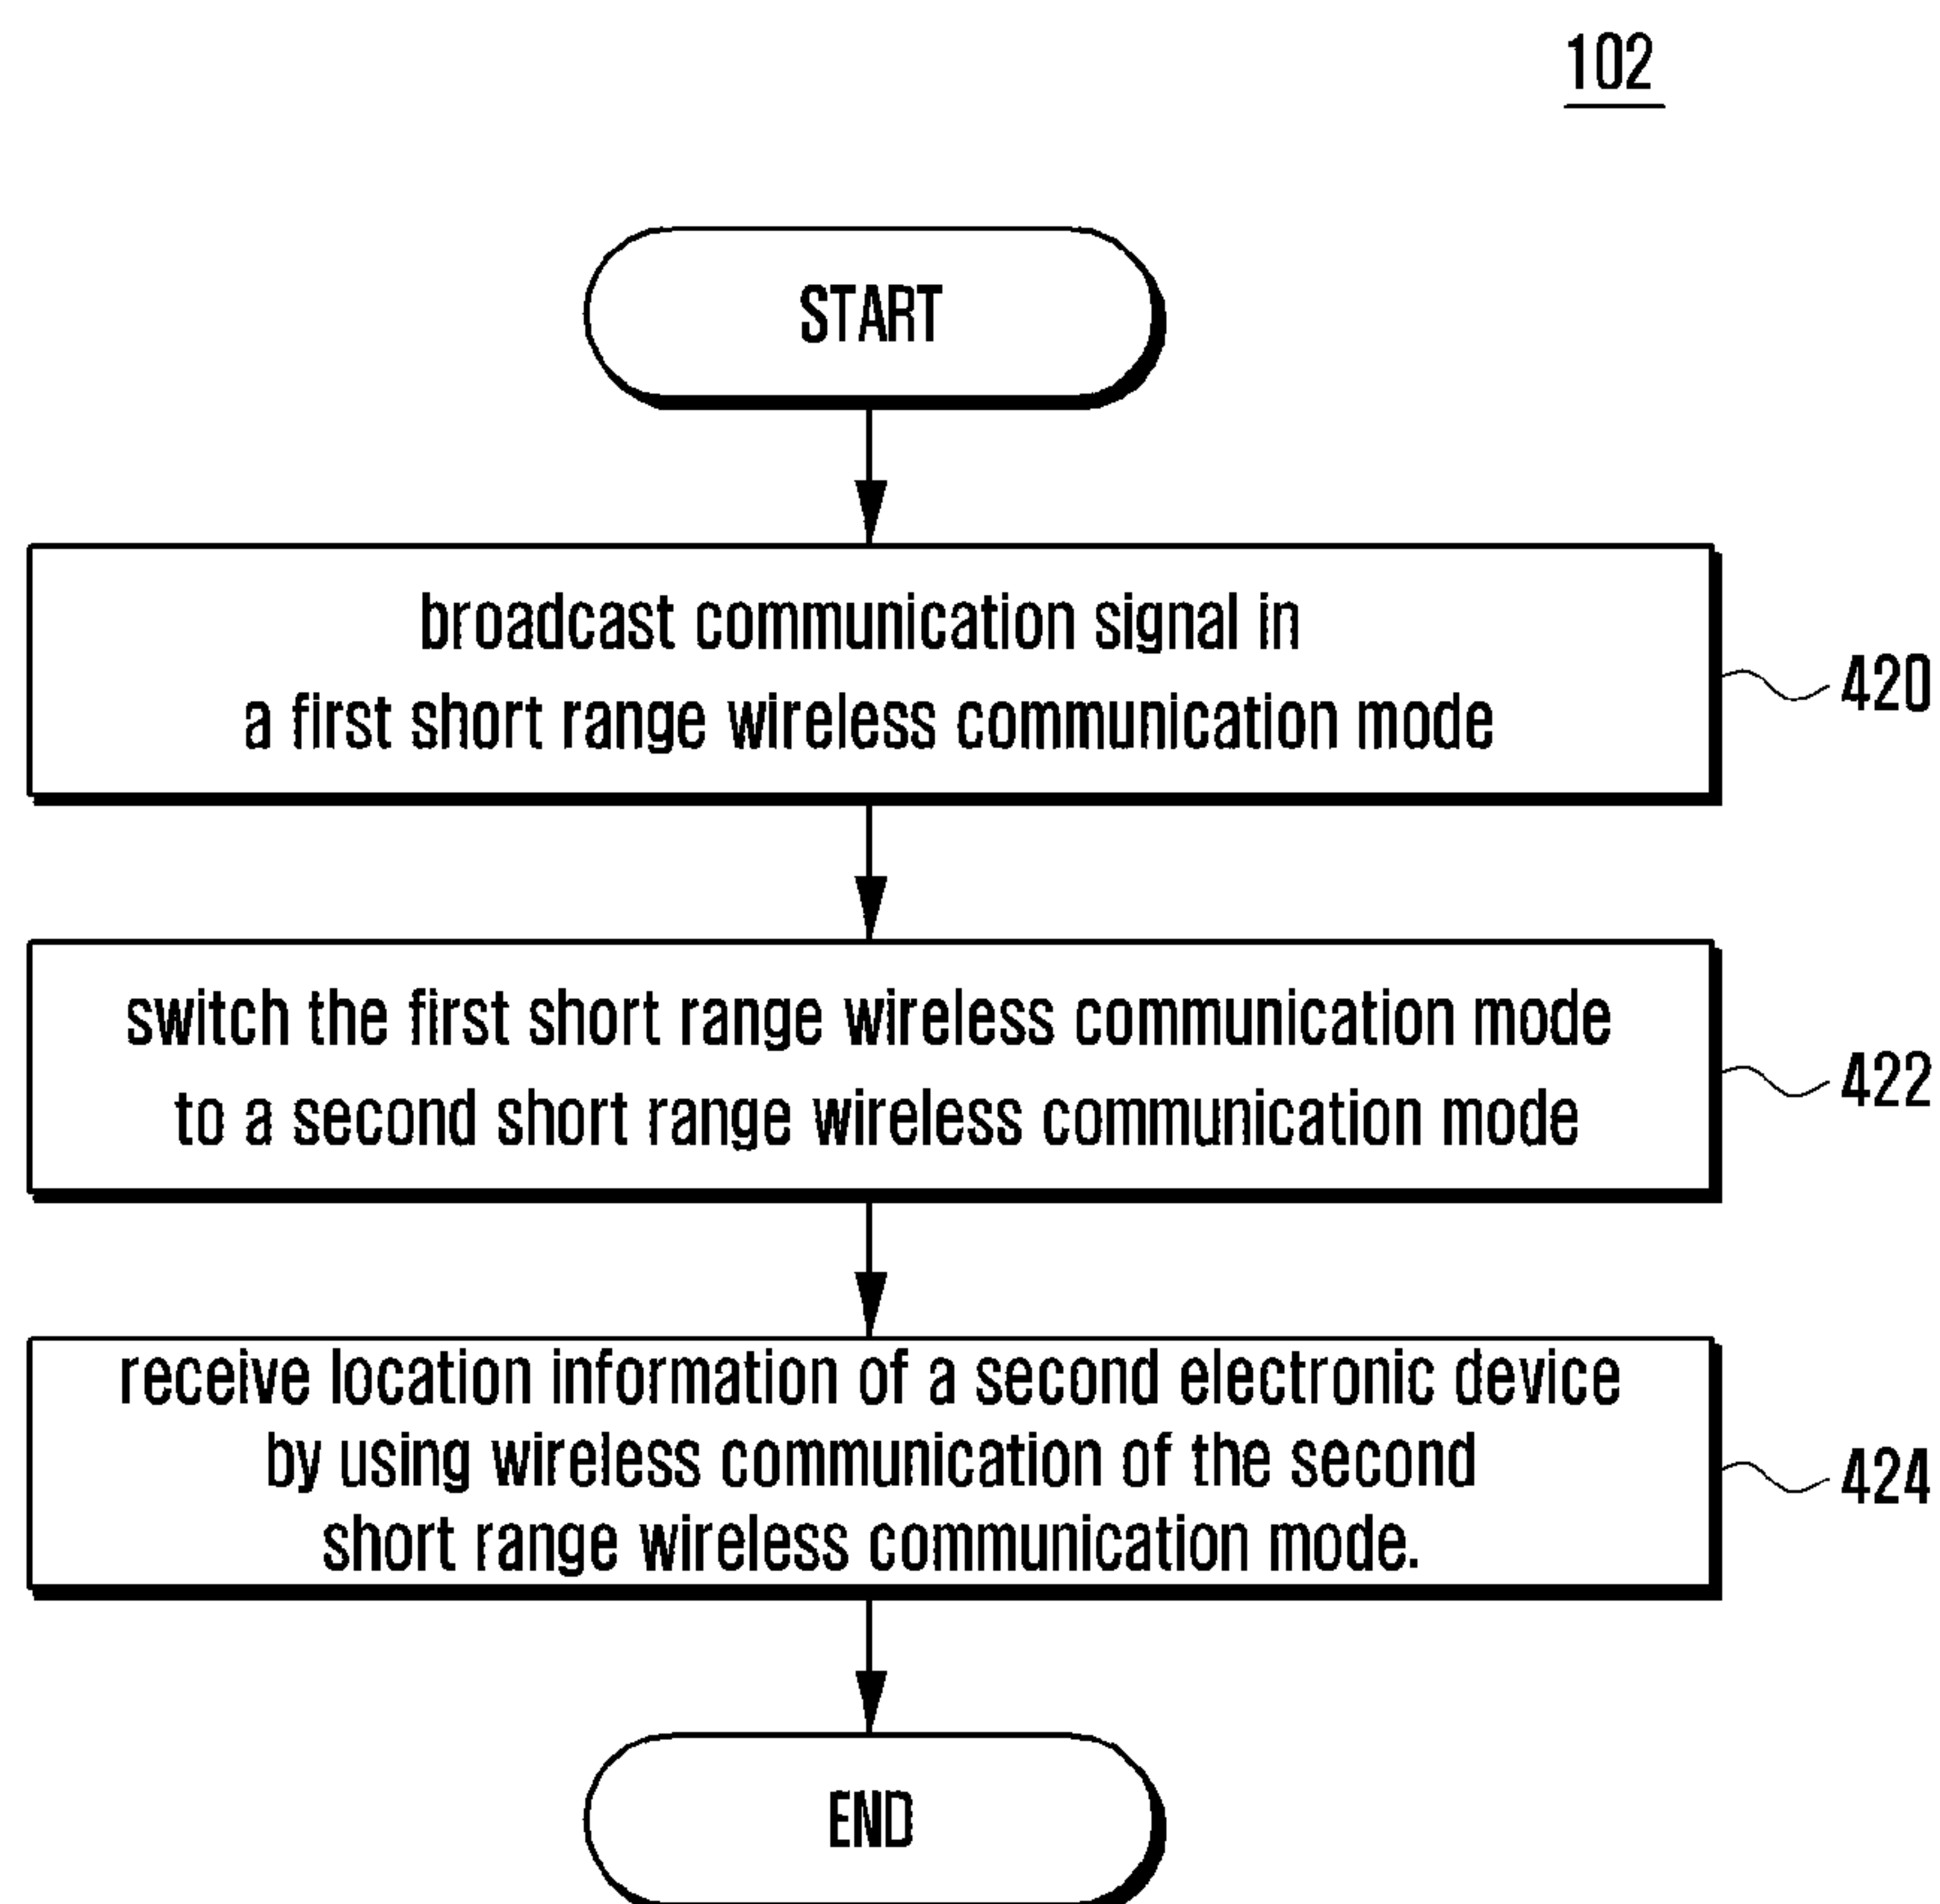 102
START
broadcast communication signal in
a first short range wireless communication mode
420
switch the first short range wireless communication mode
to a second short range wireless communication mode
422
receive location information of a second electronic device
by using wireless communication of the second
short range wireless communication mode.
424
END